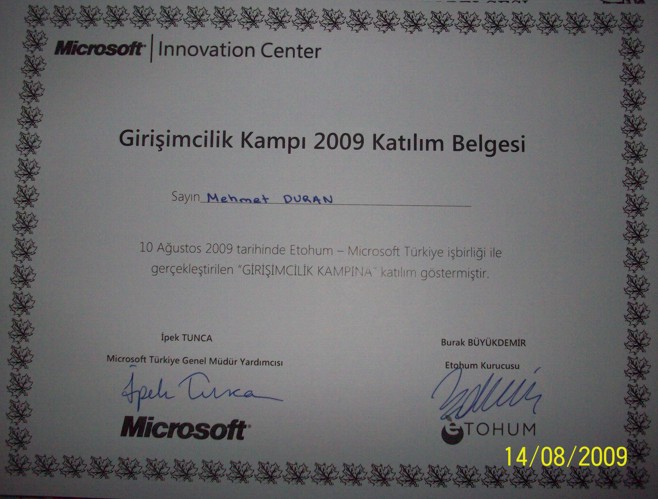 Microsoft | Innovation Center
Girişimcilik Kampı 2009 Katılım Belgesi
Sayın Mehmet DURAN
10 Ağustos 2009 tarihinde Etohum – Microsoft Türkiye işbirliği ile
gerçekleştirilen "GİRİŞİMCİLİK KAMPINA" katılım göstermiştir.
İpek TUNCA
Microsoft Türkiye Genel Müdür Yardımcısı
İpek Tunca
Microsoft
Burak BÜYÜKDEMİR
Etohum Kurucusu
eTOHUM
14/08/2009